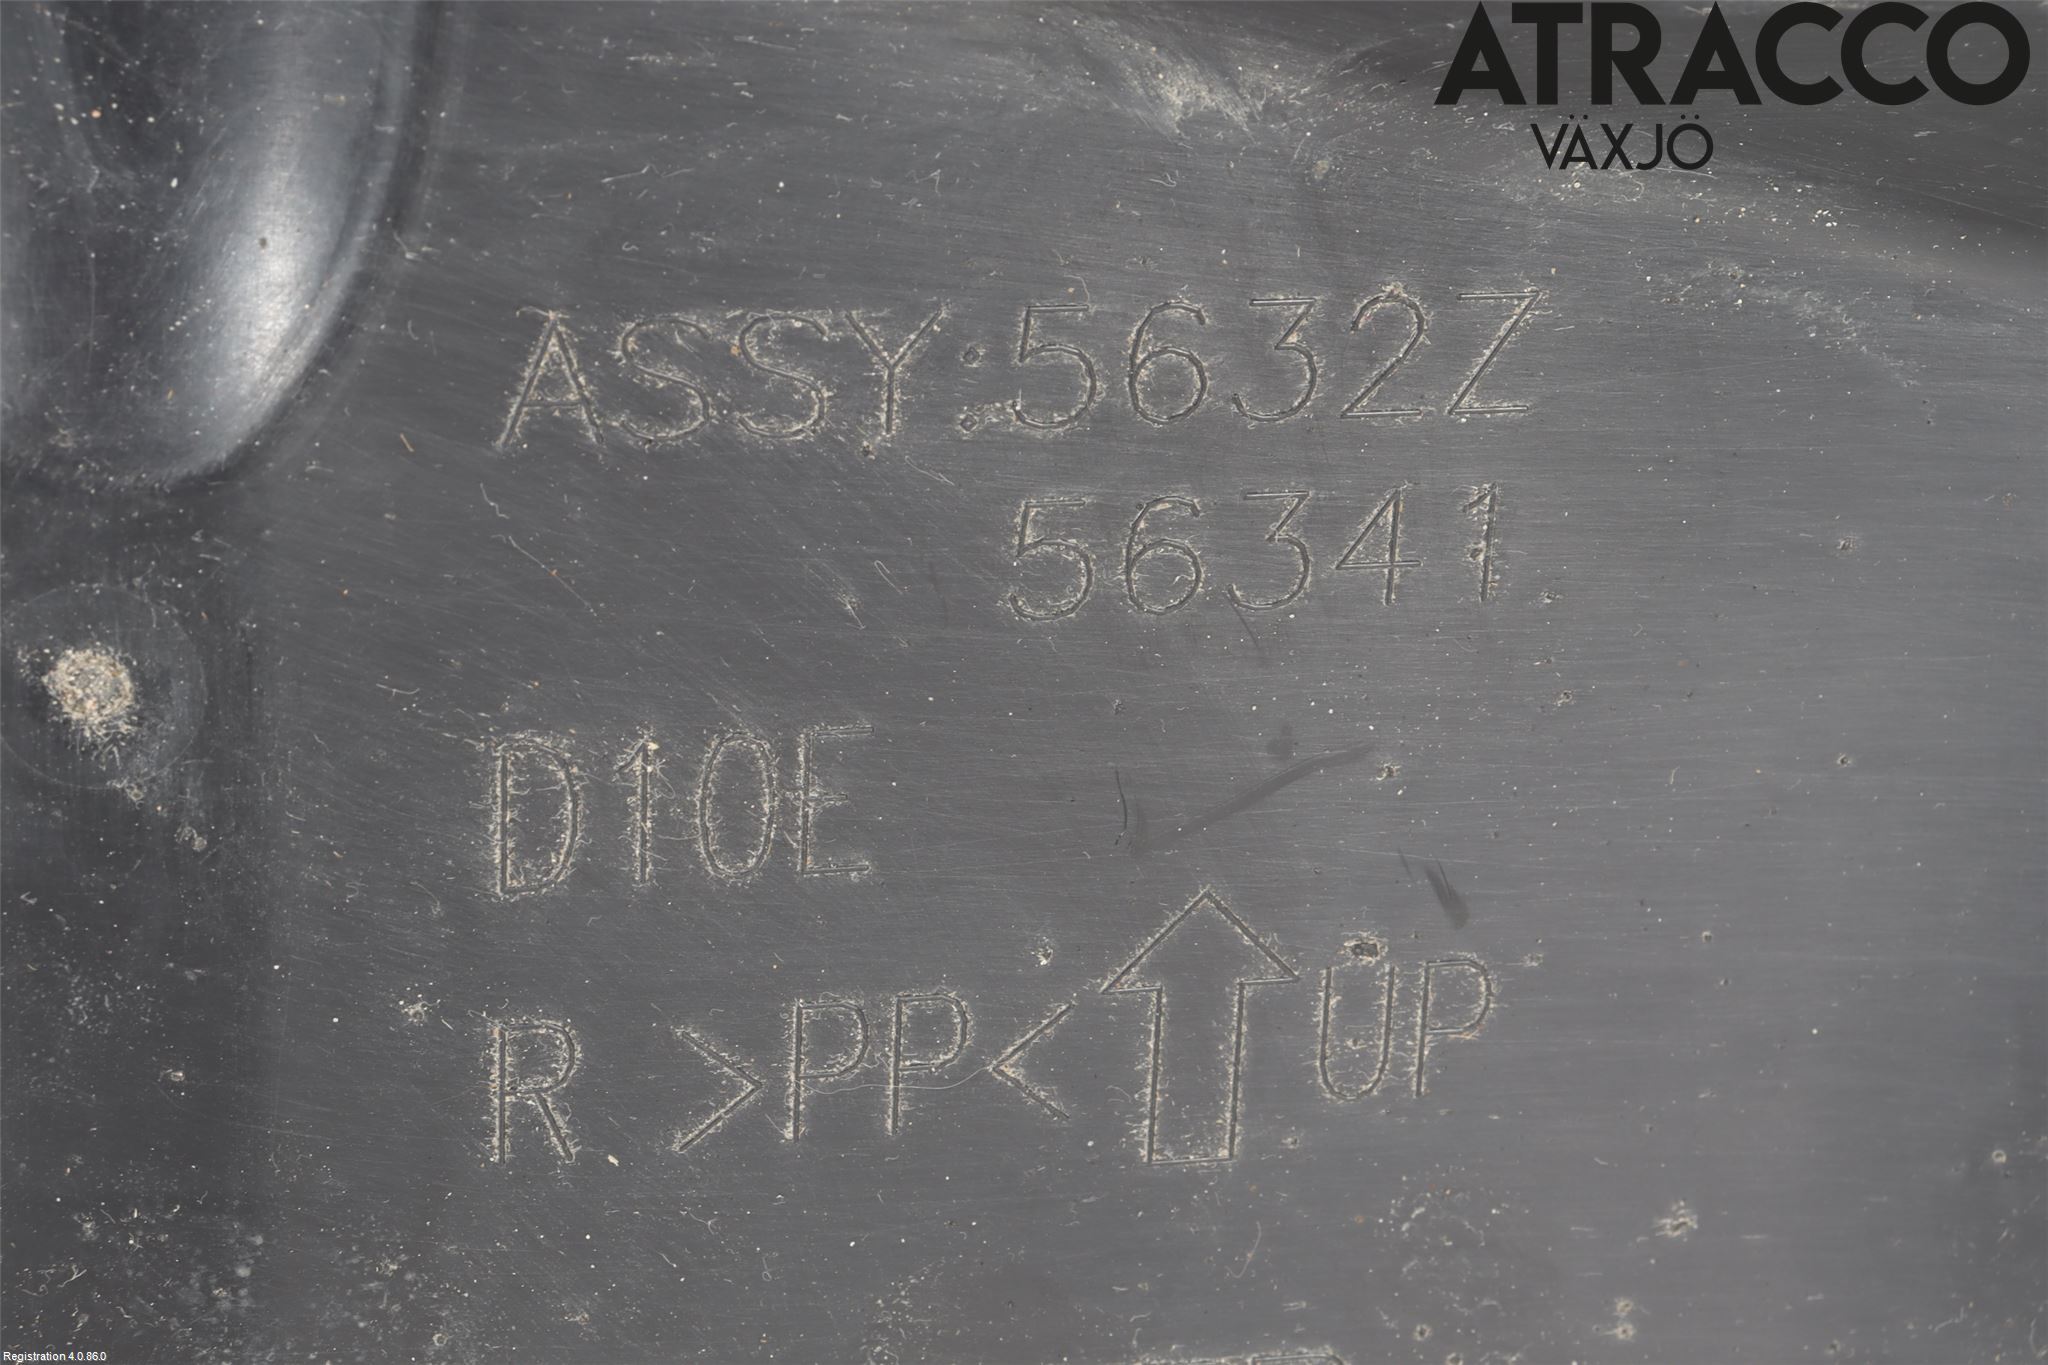 ATRACCO
VÄXJÖ
ASSY:5632Z
56341
D10E
R >PP< UP
Registration 4.0.86.0